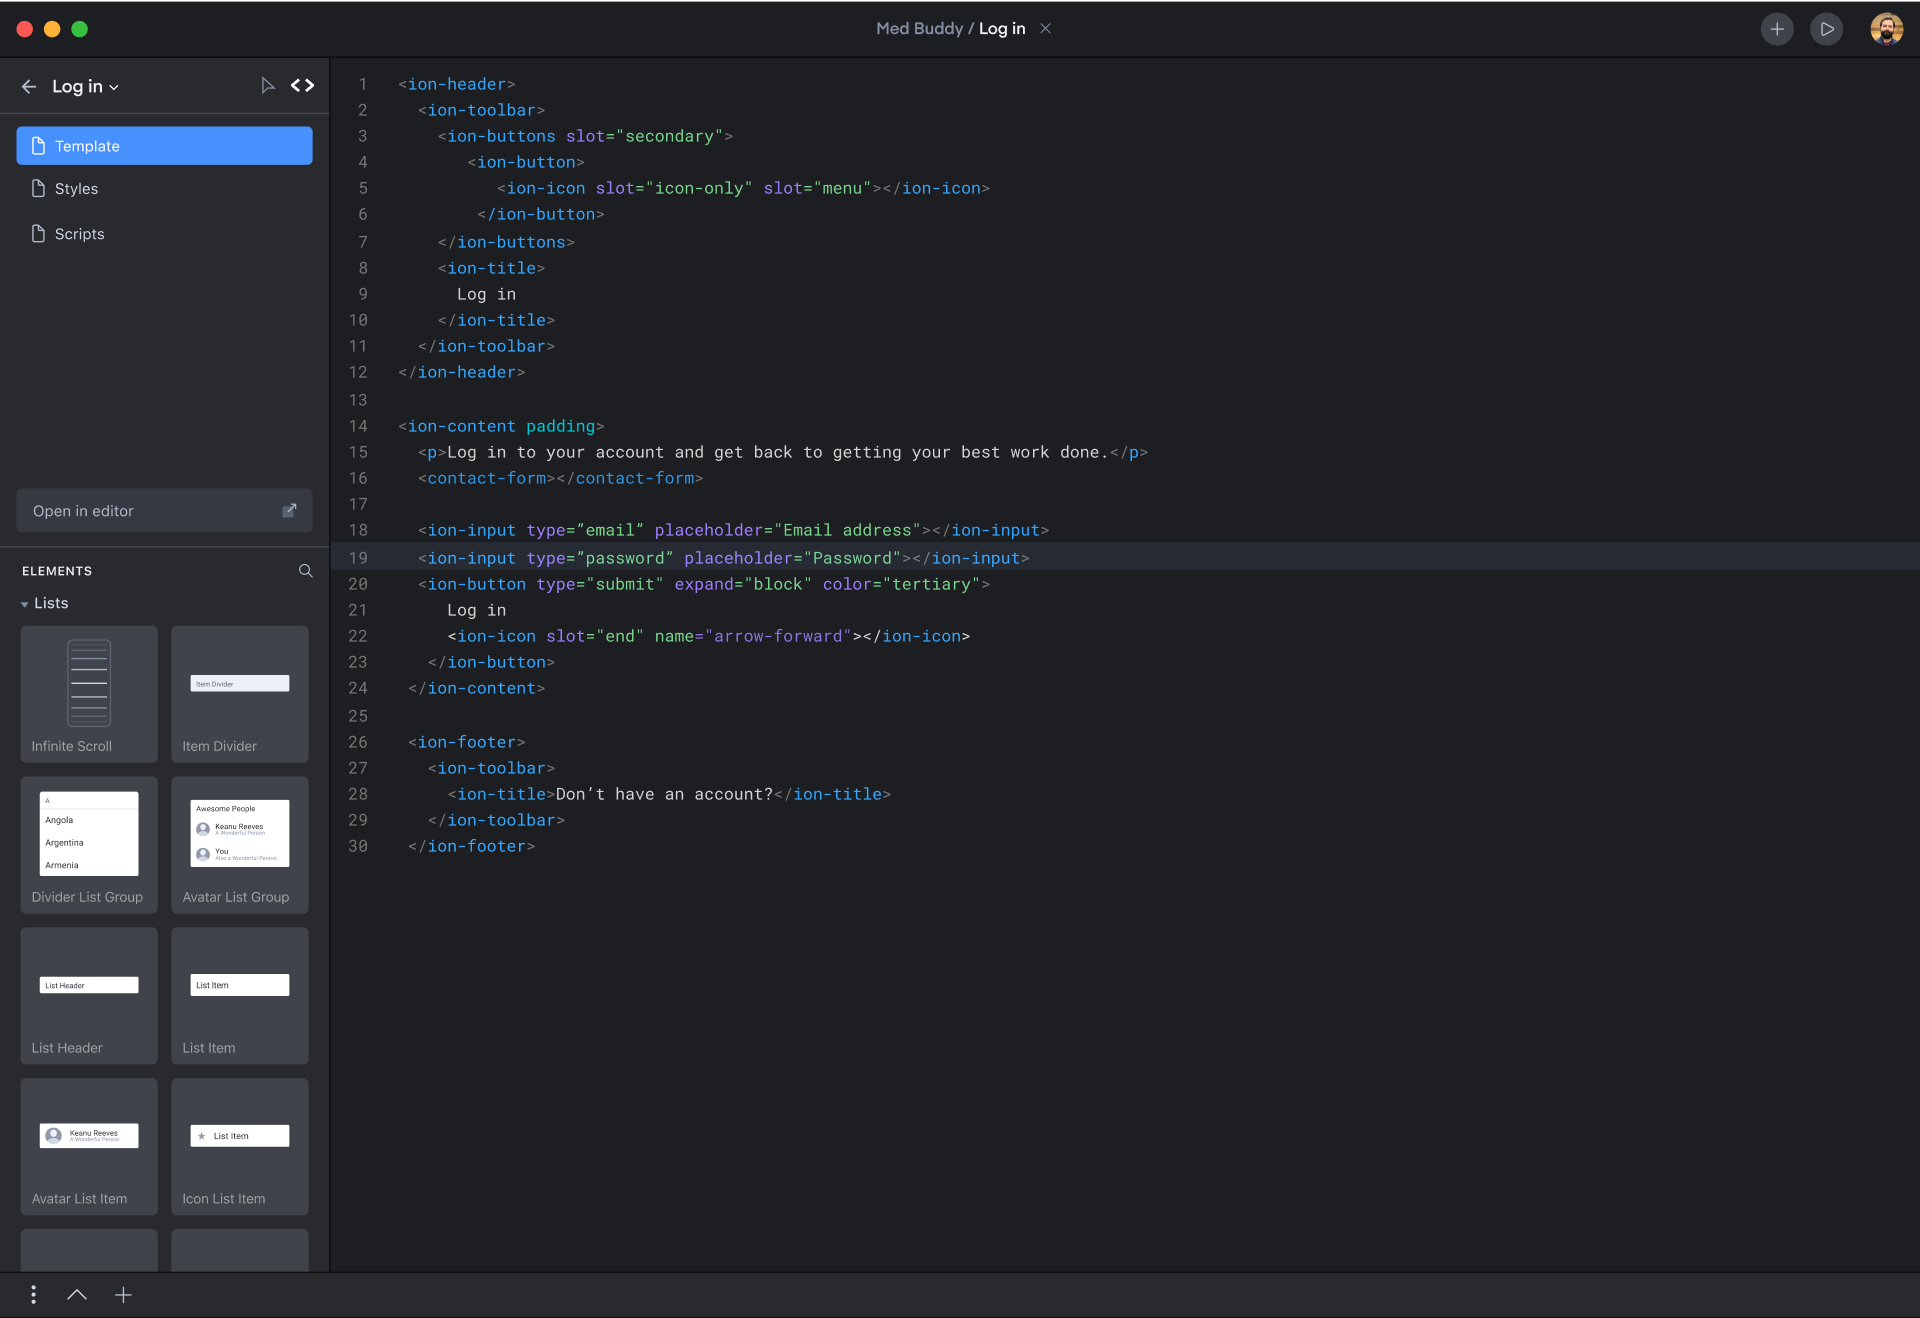 Med Buddy / Log in
Log in
Template
Styles
Scripts
Open in editor
ELEMENTS
Lists
Infinite Scroll
Item Divider
Item Divider
A
Angola
Argentina
Armenia
Divider List Group
Awesome People
Keanu Reeves
A Wonderful Person
You
Also a Wonderful Person
Avatar List Group
List Header
List Header
List Item
List Item
Keanu Reeves
A Wonderful Person
Avatar List Item
List Item
Icon List Item
1 <ion-header>
2 <ion-toolbar>
3 <ion-buttons slot="secondary">
4 <ion-button>
5 <ion-icon slot="icon-only" slot="menu"></ion-icon>
6 </ion-button>
7 </ion-buttons>
8 <ion-title>
9 Log in
10 </ion-title>
11 </ion-toolbar>
12 </ion-header>
13
14 <ion-content padding>
15 <p>Log in to your account and get back to getting your best work done.</p>
16 <contact-form></contact-form>
17
18 <ion-input type=”email” placeholder="Email address"></ion-input>
19 <ion-input type=”password” placeholder="Password"></ion-input>
20 <ion-button type="submit" expand="block" color="tertiary">
21 Log in
22 <ion-icon slot="end" name="arrow-forward"></ion-icon>
23 </ion-button>
24 </ion-content>
25
26 <ion-footer>
27 <ion-toolbar>
28 <ion-title>Don’t have an account?</ion-title>
29 </ion-toolbar>
30 </ion-footer>